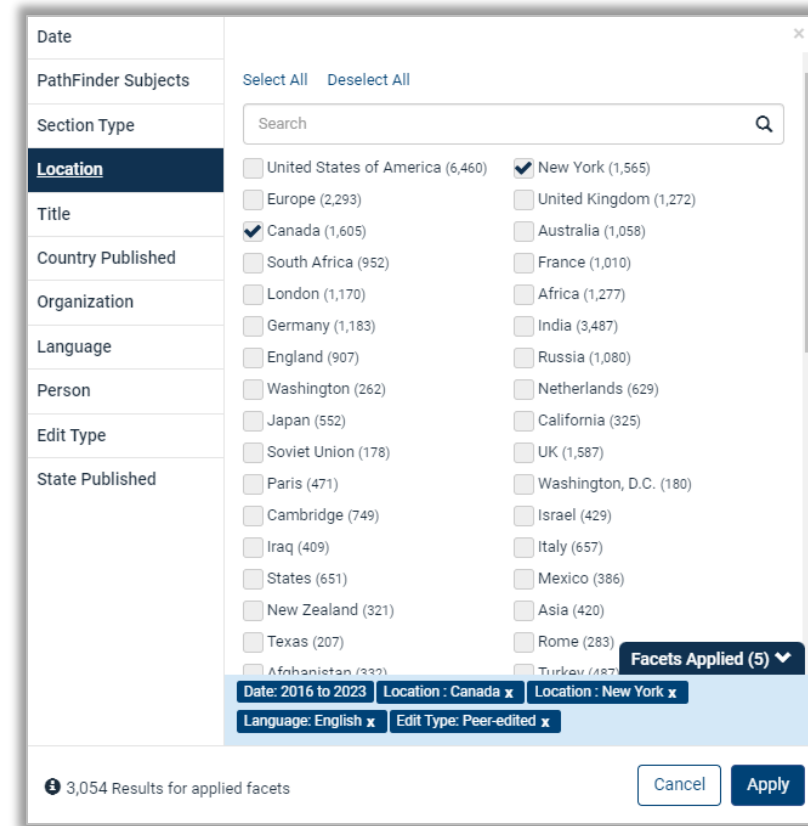 Date
PathFinder Subjects
Section Type
Location
Title
Country Published
Organization
Language
Person
Edit Type
State Published
×
Select All Deselect All
Search
United States of America (6,460) New York (1,565)
Europe (2,293) United Kingdom (1,272)
Canada (1,605) Australia (1,058)
South Africa (952) France (1,010)
London (1,170) Africa (1,277)
Germany (1,183) India (3,487)
England (907) Russia (1,080)
Washington (262) Netherlands (629)
Japan (552) California (325)
Soviet Union (178) UK (1,587)
Paris (471) Washington, D.C. (180)
Cambridge (749) Israel (429)
Iraq (409) Italy (657)
States (651) Mexico (386)
New Zealand (321) Asia (420)
Texas (207) Rome (283)
Afghanistan (332) Turkey (487)
Facets Applied (5)
Date: 2016 to 2023 Location : Canada x Location : New York x
Language: English x Edit Type: Peer-edited x
3,054 Results for applied facets
Cancel Apply